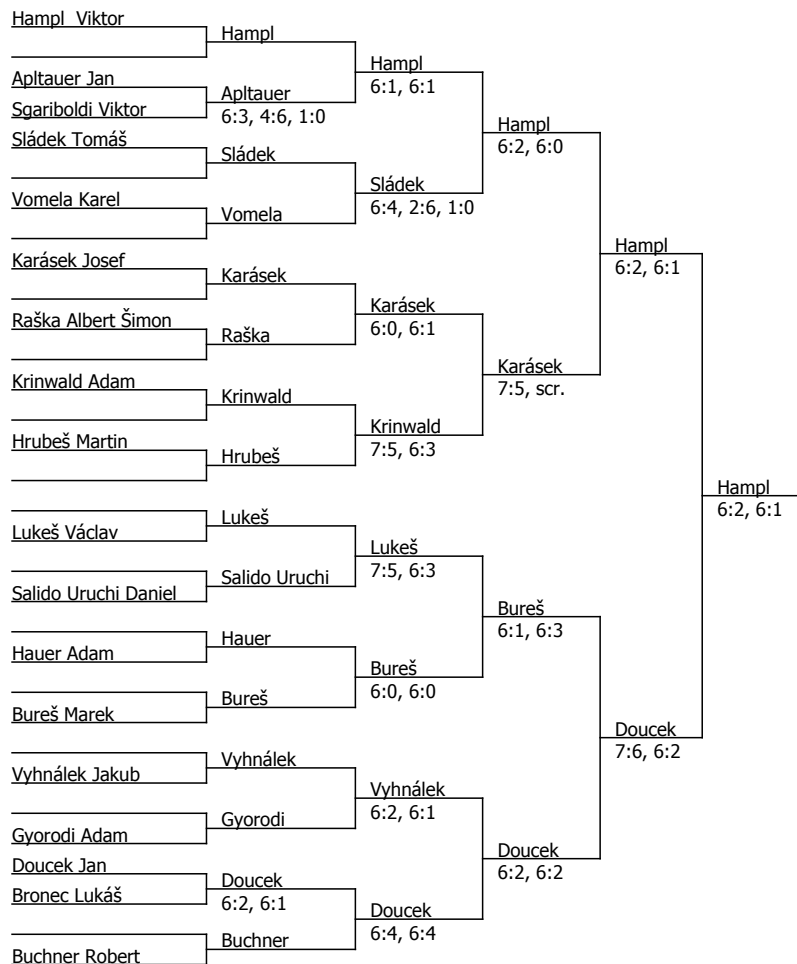 Hampl  Viktor
Apltauer Jan
Sgariboldi Viktor
Sládek Tomáš
Vomela Karel
Karásek Josef
Raška Albert Šimon
Krinwald Adam
Hrubeš Martin
Lukeš Václav
Salido Uruchi Daniel
Hauer Adam
Bureš Marek
Vyhnálek Jakub
Gyorodi Adam
Doucek Jan
Bronec Lukáš
Buchner Robert
Hampl
Apltauer
6:3, 4:6, 1:0
Sládek
Vomela
Karásek
Raška
Krinwald
Hrubeš
Lukeš
Salido Uruchi
Hauer
Bureš
Vyhnálek
Gyorodi
Doucek
6:2, 6:1
Buchner
Hampl
6:1, 6:1
Sládek
6:4, 2:6, 1:0
Karásek
6:0, 6:1
Krinwald
7:5, 6:3
Lukeš
7:5, 6:3
Bureš
6:0, 6:0
Vyhnálek
6:2, 6:1
Doucek
6:4, 6:4
Hampl
6:2, 6:0
Karásek
7:5, scr.
Bureš
6:1, 6:3
Doucek
6:2, 6:2
Hampl
6:2, 6:1
Doucek
7:6, 6:2
Hampl
6:2, 6:1